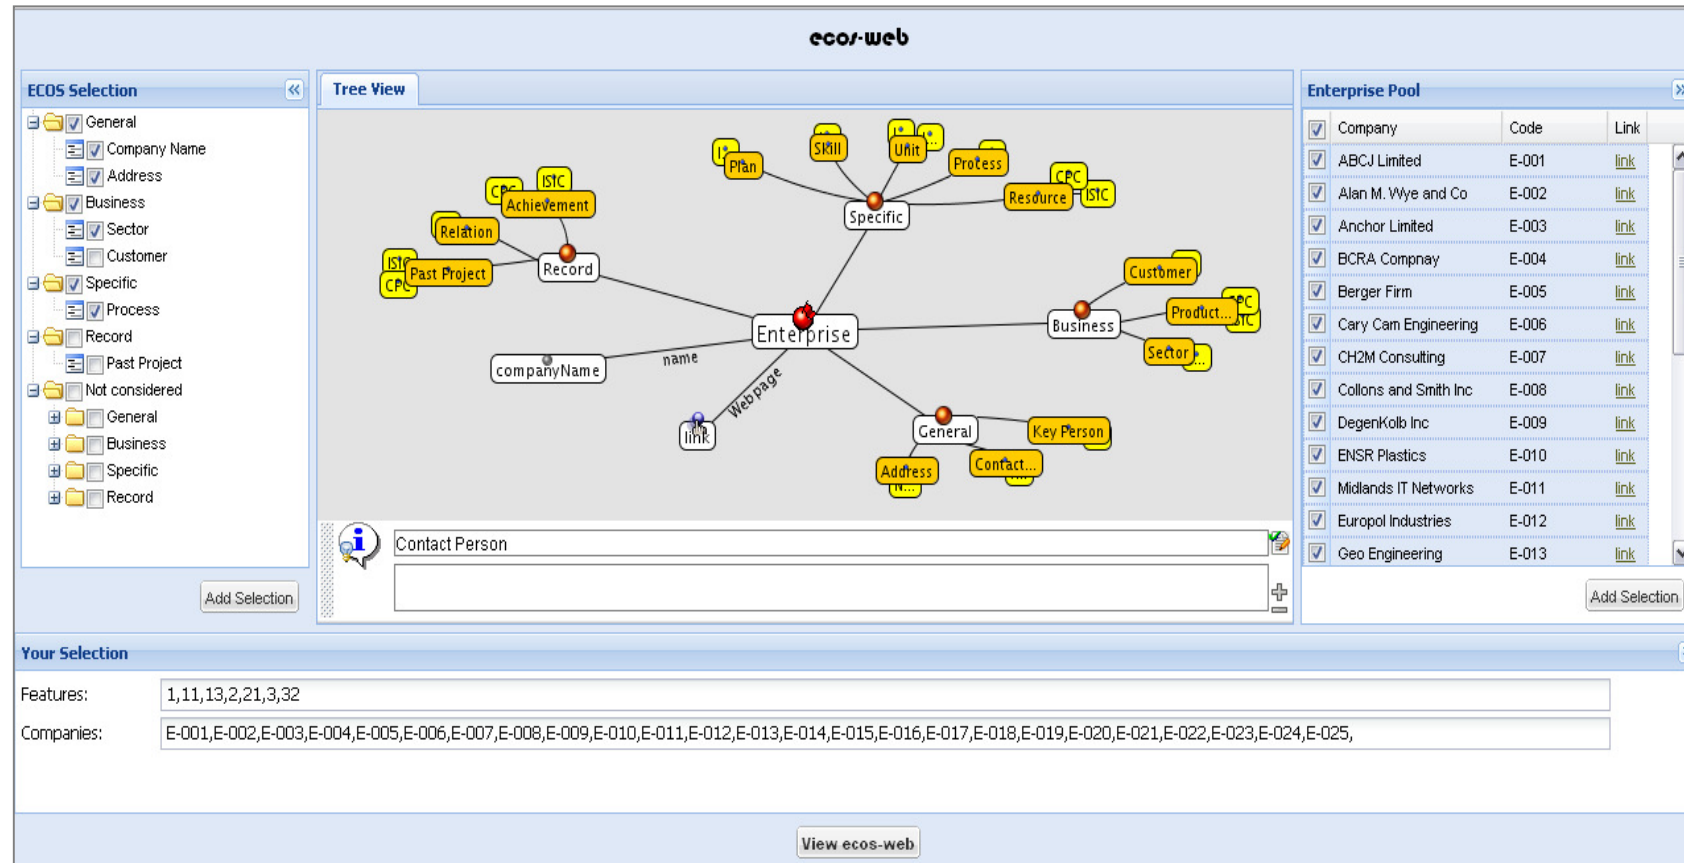 ecos-web
ECOS Selection
General
Company Name
Address
Business
Sector
Customer
Specific
Process
Record
Past Project
Not considered
General
Business
Specific
Record
Add Selection
Tree View
Plan
Skill
Unit
Process
Resource
CPC
ISIC
Specific
CPC
ISIC
Achievement
Relation
ISIC
Past Project
CPC
Record
Enterprise
name
companyName
Webpage
link
Customer
Product...
Business
Sector
General
Key Person
Address
Contact...
N...
Contact Person
Enterprise Pool
Company Code Link
ABCJ Limited E-001 link
Alan M. Wye and Co E-002 link
Anchor Limited E-003 link
BCRA Compnay E-004 link
Berger Firm E-005 link
Cary Cam Engineering E-006 link
CH2M Consulting E-007 link
Collons and Smith Inc E-008 link
DegenKolb Inc E-009 link
ENSR Plastics E-010 link
Midlands IT Networks E-011 link
Europol Industries E-012 link
Geo Engineering E-013 link
Add Selection
Your Selection
Features: 1,11,13,2,21,3,32
Companies: E-001,E-002,E-003,E-004,E-005,E-006,E-007,E-008,E-009,E-010,E-011,E-012,E-013,E-014,E-015,E-016,E-017,E-018,E-019,E-020,E-021,E-022,E-023,E-024,E-025,
View ecos-web